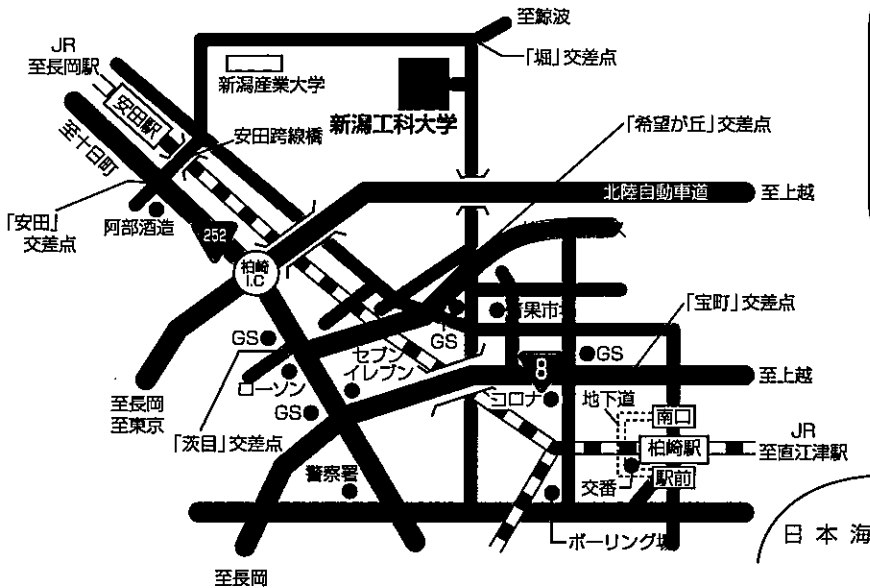 至鯨波
JR
至長岡駅
「堀」交差点
新潟産業大学
安田駅
新潟工科大学
「希望が丘」交差点
至十日町
安田跨線橋
北陸自動車道
至上越
「安田」
交差点
阿部酒造
252
柏崎
I.C
「宝町」交差点
GS
GS
GS
セブン
イレブン
8
至上越
ローソン
コロナ
地下道
南口
至長岡
至東京
GS
JR
至直江津駅
「茨目」交差点
柏崎駅
警察署
交番
駅前
日本海
ボーリング場
至長岡